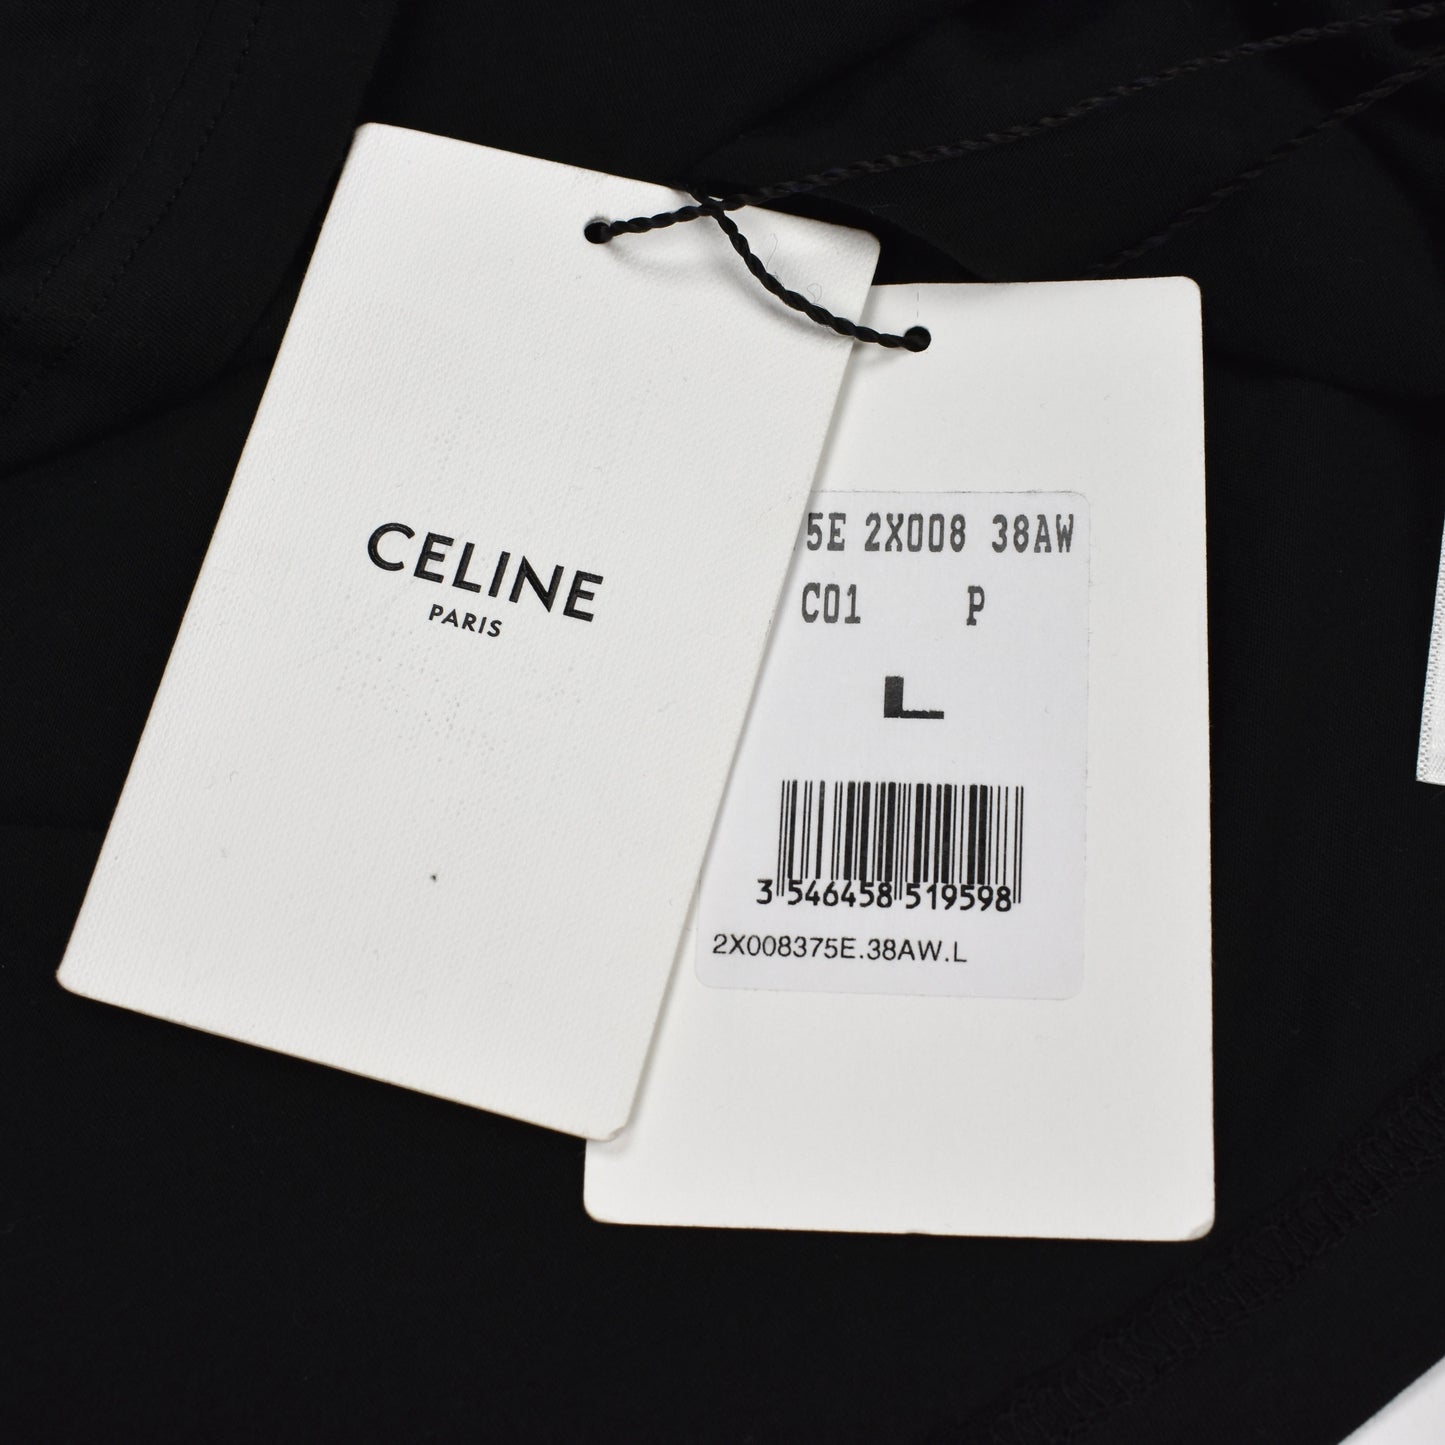 CELINE
PARIS
5E 2X008 38AW
C01 P
L
3 546458 519598
2X008375E.38AW.L